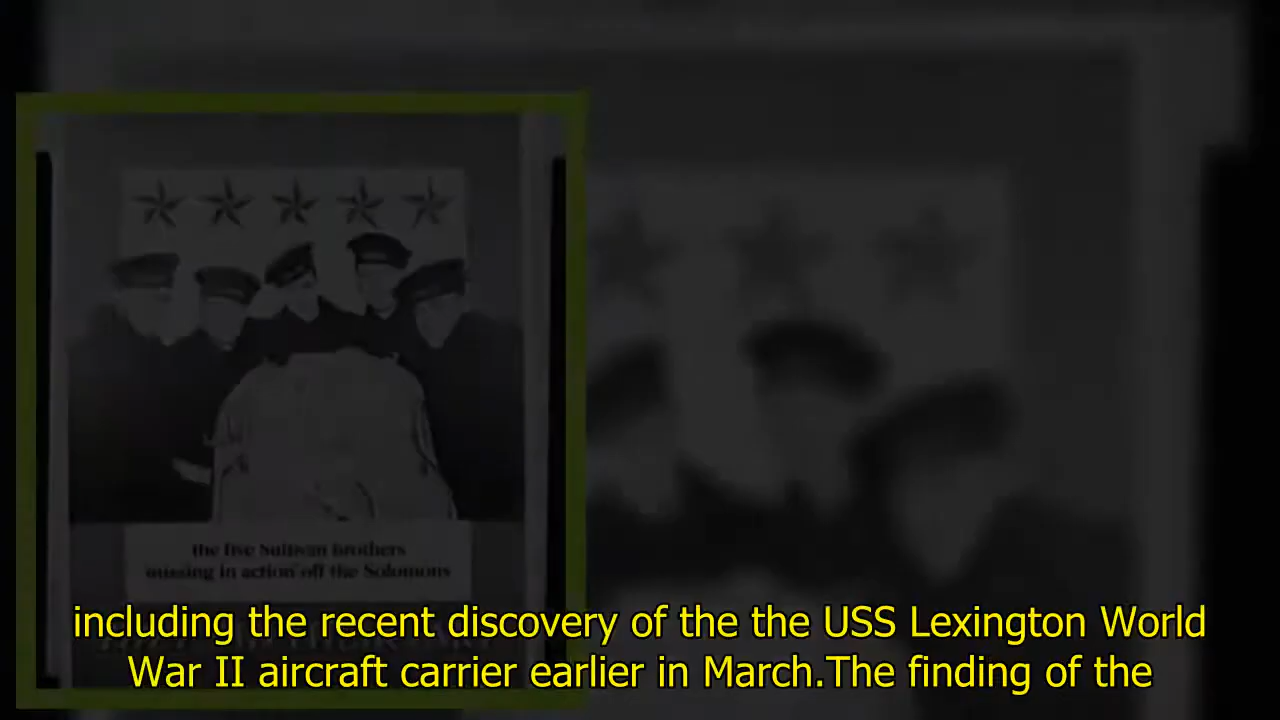 the five Sullivan brothers
missing in action off the Solomons
including the recent discovery of the the USS Lexington World
War II aircraft carrier earlier in March.The finding of the